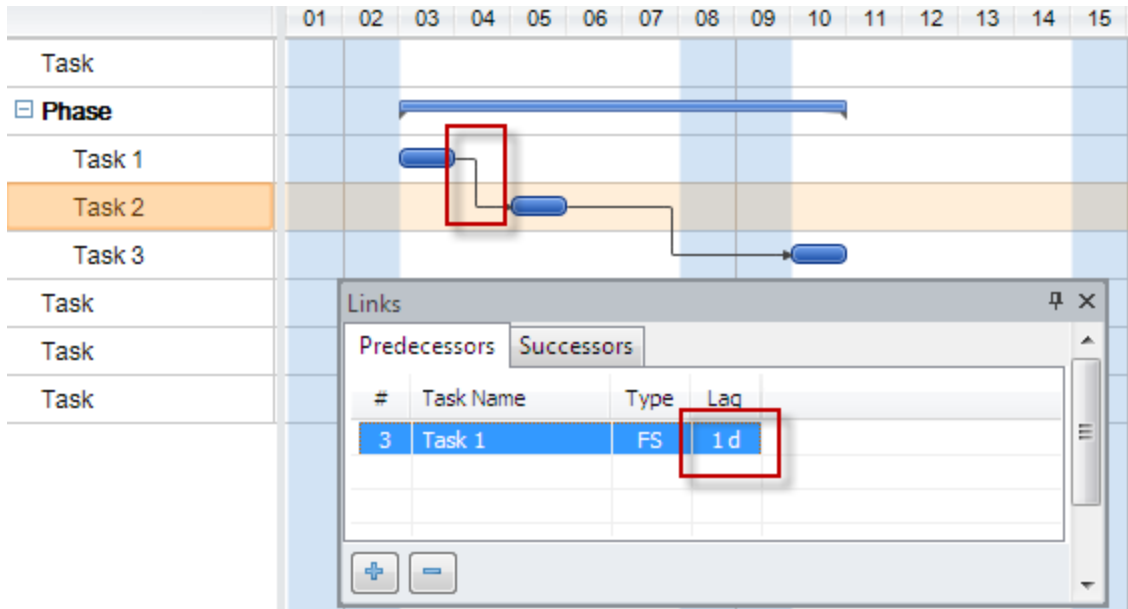 01 02 03 04 05 06 07 08 09 10 11 12 13 14 15
Task
Phase
Task 1
Task 2
Task 3
Task
Task
Task
Links
Predecessors Successors
# Task Name Type Lag
3 Task 1 FS 1 d